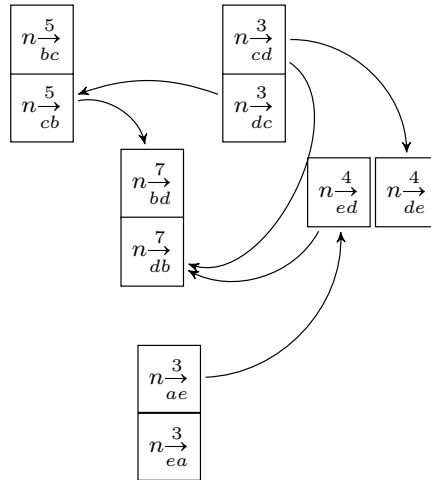 n 5→ bc
n 5→ cb
n 3→ cd
n 3→ dc
n 7→ bd
n 7→ db
n 4→ ed
n 4→ de
n 3→ ae
n 3→ ea